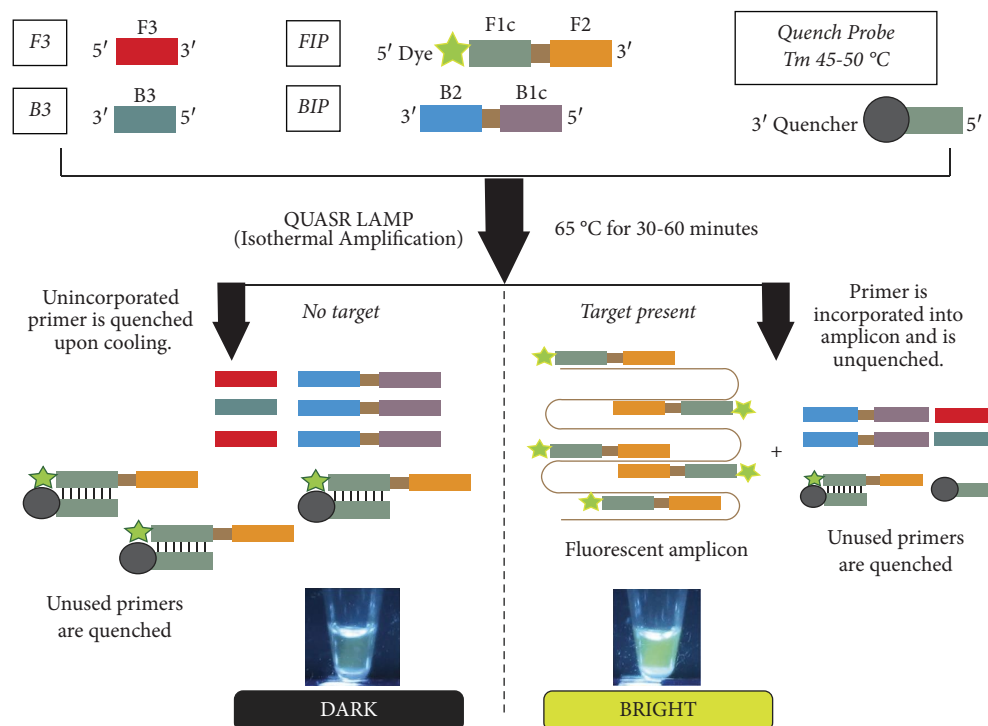 F3
5′ F3 3′
FIP
5′ Dye F1c F2 3′
Quench Probe
Tm 45-50 °C
B3
3′ B3 5′
BIP
3′ B2 B1c 5′
3′ Quencher 5′
QUASR LAMP
(Isothermal Amplification)
65 °C for 30-60 minutes
Unincorporated
primer is quenched
upon cooling.
No target
Target present
Primer is
incorporated into
amplicon and is
unquenched.
+
Unused primers
are quenched
Fluorescent amplicon
Unused primers
are quenched
DARK
BRIGHT